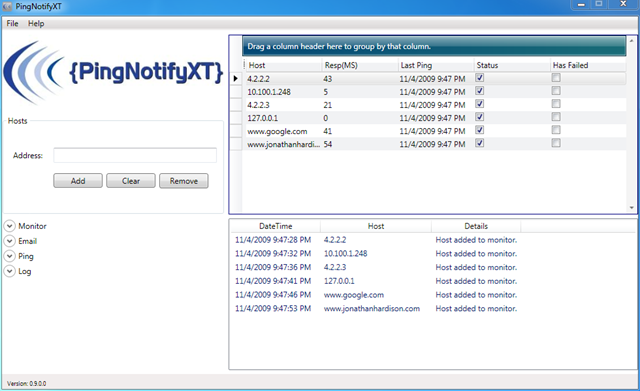 PingNotifyXT
File Help
{PingNotifyXT}
Hosts
Address:
Add Clear Remove
Monitor
Email
Ping
Log
Drag a column header here to group by that column.
! Host Resp(MS) Last Ping Status Has Failed
4.2.2.2 43 11/4/2009 9:47 PM
10.100.1.248 5 11/4/2009 9:47 PM
4.2.2.3 21 11/4/2009 9:47 PM
127.0.0.1 0 11/4/2009 9:47 PM
www.google.com 41 11/4/2009 9:47 PM
www.jonathanhardi... 54 11/4/2009 9:47 PM
DateTime Host Details
11/4/2009 9:47:28 PM 4.2.2.2 Host added to monitor.
11/4/2009 9:47:32 PM 10.100.1.248 Host added to monitor.
11/4/2009 9:47:36 PM 4.2.2.3 Host added to monitor.
11/4/2009 9:47:41 PM 127.0.0.1 Host added to monitor.
11/4/2009 9:47:46 PM www.google.com Host added to monitor.
11/4/2009 9:47:53 PM www.jonathanhardison.com Host added to monitor.
Version: 0.9.0.0